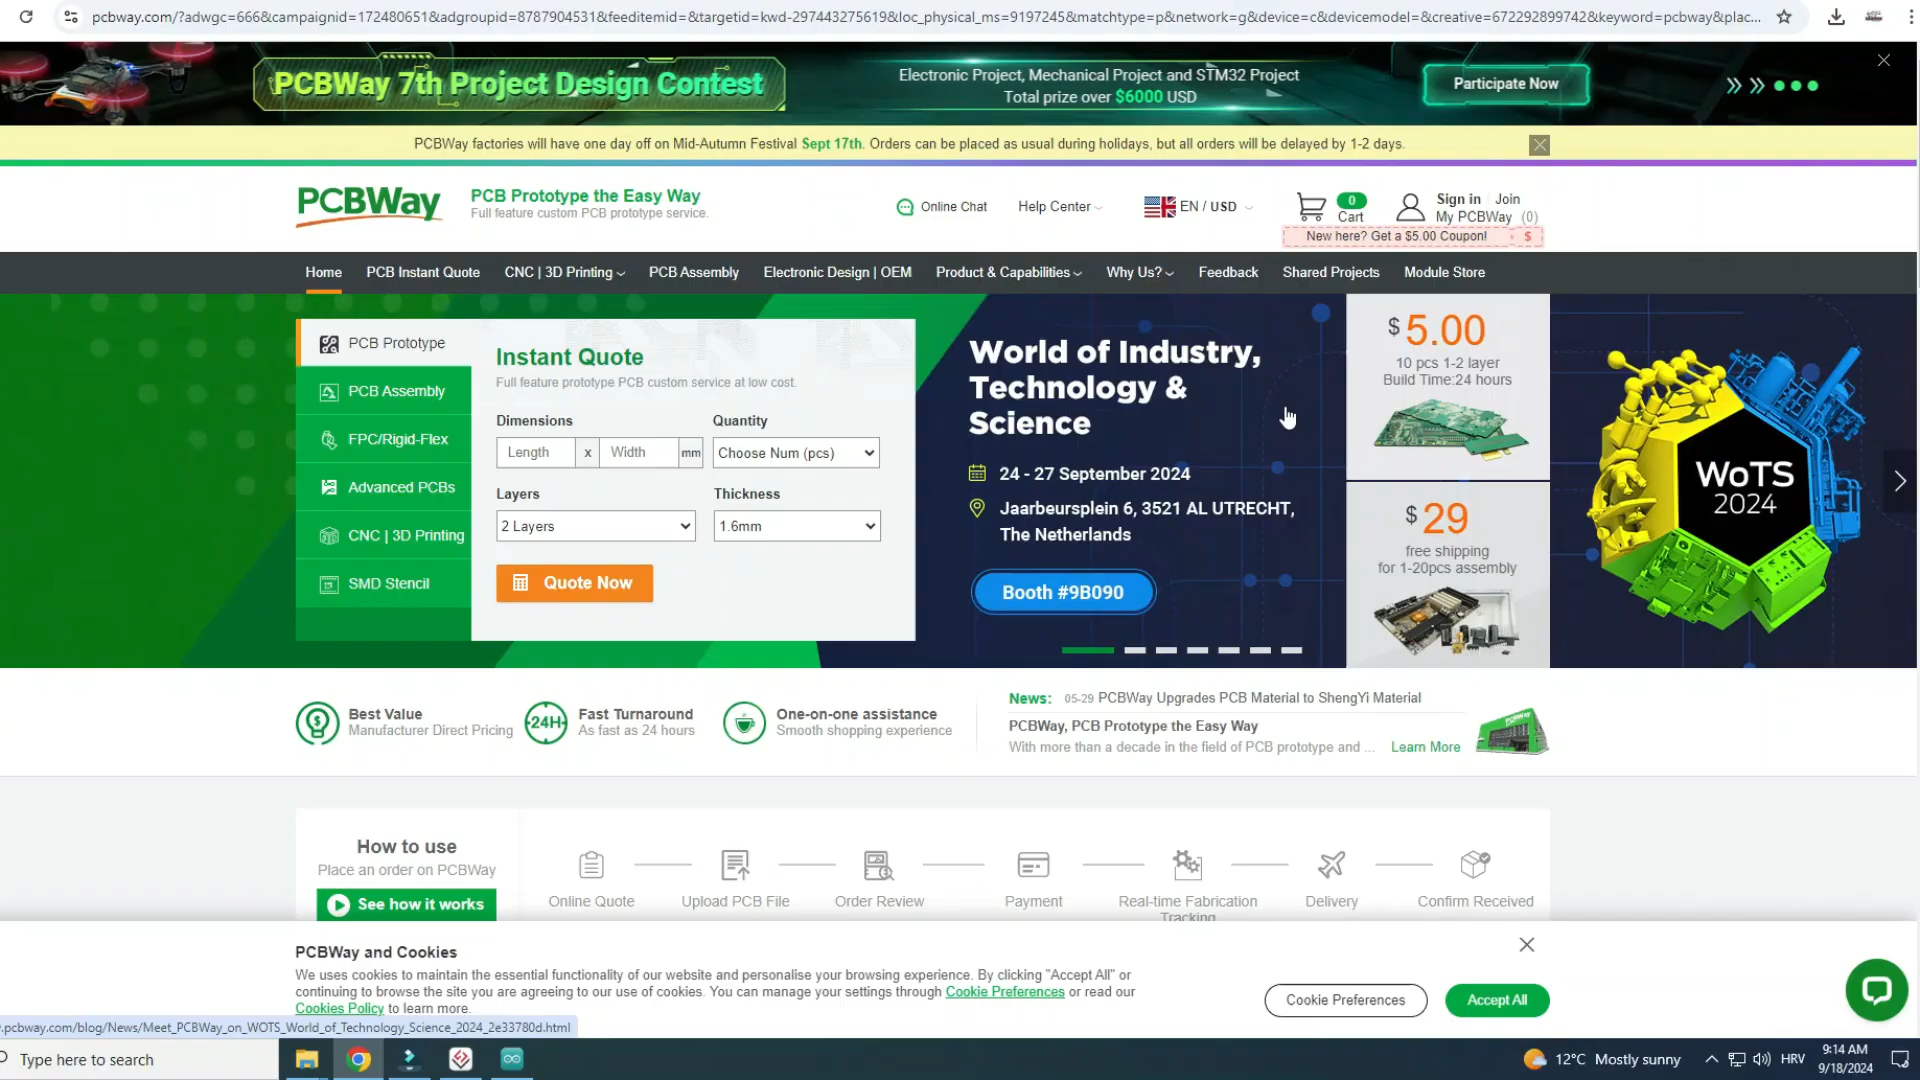 pcbway.com/?adwgc=666&campaignid=172480651&adgroupid=8787904531&feeditemid=&targetid=kwd-297443275619&loc_physical_ms=9197245&matchtype=p&network=g&device=c&devicemodel=&creative=672292899742&keyword=pcbway&plac...
PCBWay 7th Project Design Contest
Electronic Project, Mechanical Project and STM32 Project
Total prize over $6000 USD
Participate Now
PCBWay factories will have one day off on Mid-Autumn Festival Sept 17th. Orders can be placed as usual during holidays, but all orders will be delayed by 1-2 days.
PCBWay
PCB Prototype the Easy Way
Full feature custom PCB prototype service.
Online Chat
Help Center
EN / USD
0
Cart
Sign in Join
My PCBWay (0)
New here? Get a $5.00 Coupon! $
Home
PCB Instant Quote
CNC | 3D Printing
PCB Assembly
Electronic Design | OEM
Product & Capabilities
Why Us?
Feedback
Shared Projects
Module Store
PCB Prototype
PCB Assembly
FPC/Rigid-Flex
Advanced PCBs
CNC | 3D Printing
SMD Stencil
Instant Quote
Full feature prototype PCB custom service at low cost.
Dimensions
Quantity
Length x Width mm
Choose Num (pcs)
Layers
Thickness
2 Layers
1.6mm
Quote Now
World of Industry,
Technology &
Science
24 - 27 September 2024
Jaarbeursplein 6, 3521 AL UTRECHT,
The Netherlands
Booth #9B090
$ 5.00
10 pcs 1-2 layer
Build Time:24 hours
$ 29
free shipping
for 1-20pcs assembly
WoTS
2024
Best Value
Manufacturer Direct Pricing
24H
Fast Turnaround
As fast as 24 hours
One-on-one assistance
Smooth shopping experience
News: 05-29 PCBWay Upgrades PCB Material to ShengYi Material
PCBWay, PCB Prototype the Easy Way
With more than a decade in the field of PCB prototype and ... Learn More
How to use
Place an order on PCBWay
See how it works
Online Quote
Upload PCB File
Order Review
Payment
Real-time Fabrication
Tracking
Delivery
Confirm Received
PCBWay and Cookies
We uses cookies to maintain the essential functionality of our website and personalise your browsing experience. By clicking "Accept All" or
continuing to browse the site you are agreeing to our use of cookies. You can manage your settings through Cookie Preferences or read our
Cookies Policy to learn more.
Cookie Preferences
Accept All
.pcbway.com/blog/News/Meet_PCBWay_on_WOTS_World_of_Technology_Science_2024_2e33780d.html
Type here to search
12°C Mostly sunny
HRV
9:14 AM
9/18/2024